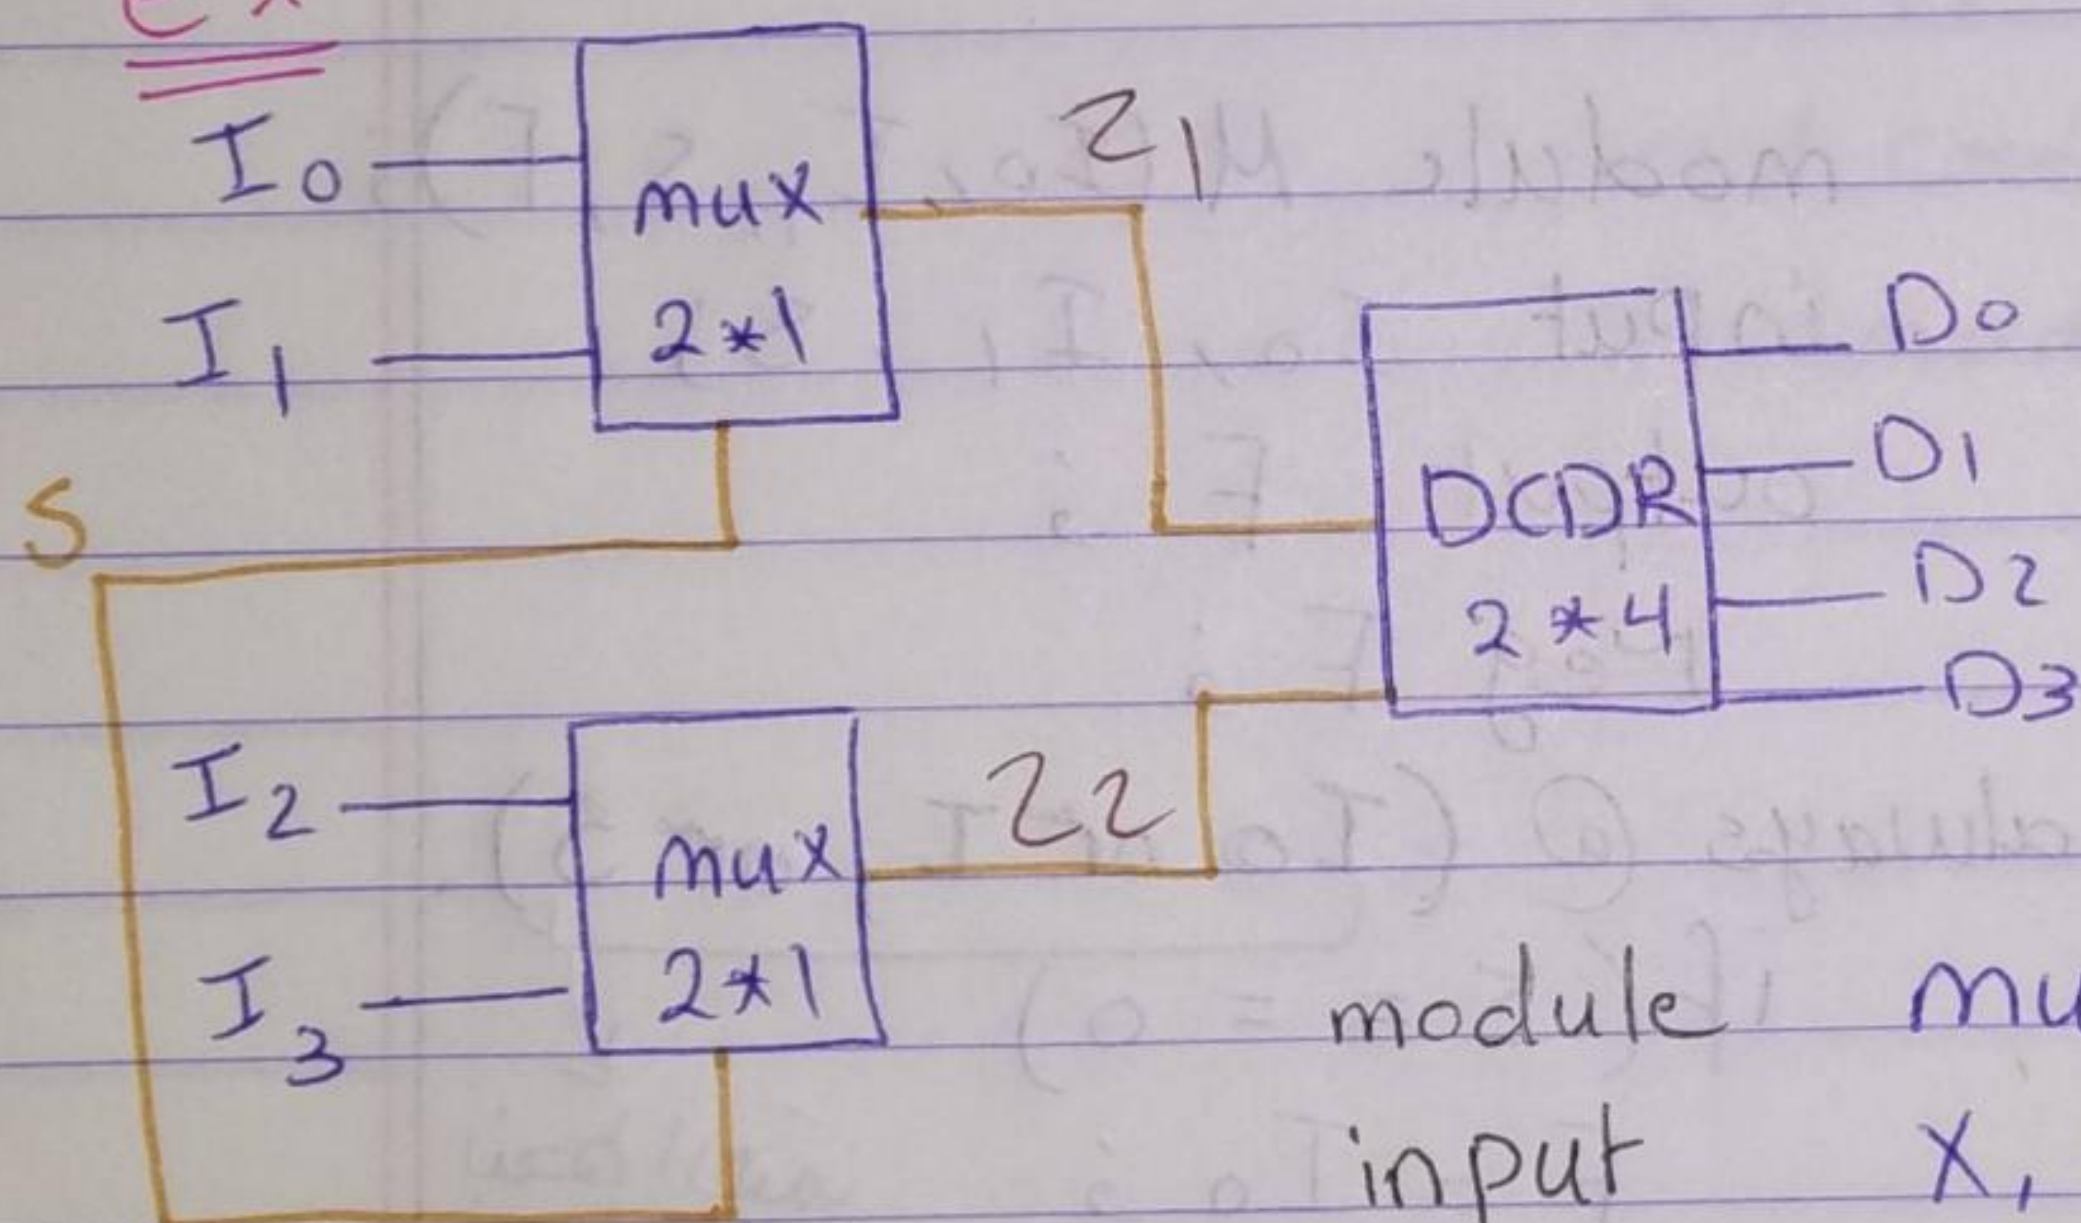 ex
I0
I1
mux
2*1
Z1
S
DCDR
2*4
D0
D1
D2
D3
I2
I3
mux
2*1
Z2
module
input x,